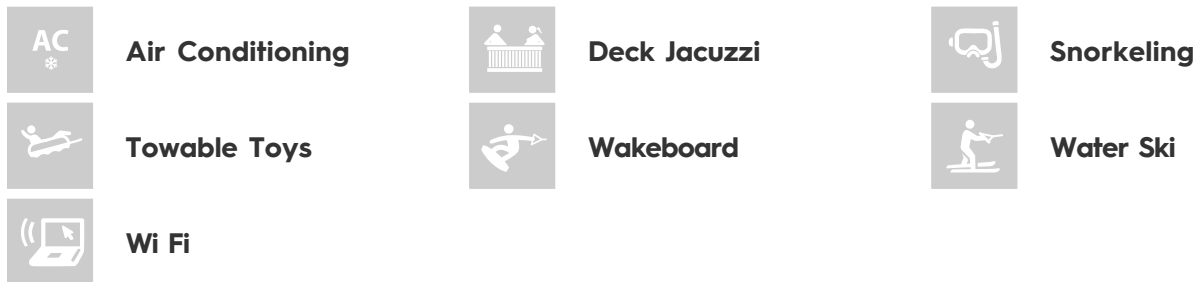 AC
Air Conditioning
Deck Jacuzzi
Snorkeling
Towable Toys
Wakeboard
Water Ski
Wi Fi